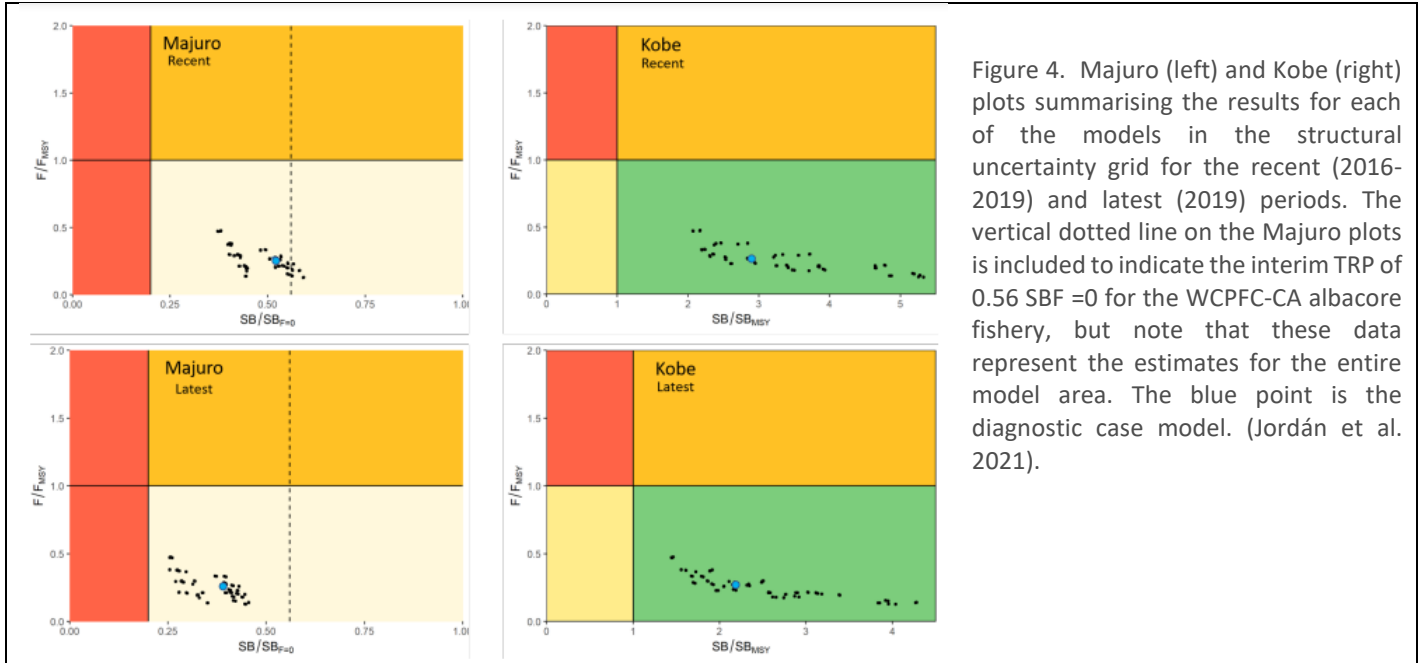 2.0
Majuro
Recent
1.5
F/FMSY
1.0
0.5
0.0
0.00 0.25 0.50 0.75 1.0
SB/SBF=0
2.0
Kobe
Recent
1.5
F/FMSY
1.0
0.5
0.0
0 1 2 3 4 5
SB/SBMSY
2.0
Majuro
Latest
1.5
F/FMSY
1.0
0.5
0.0
0.00 0.25 0.50 0.75 1.0
SB/SBF=0
2.0
Kobe
Latest
1.5
F/FMSY
1.0
0.5
0.0
0 1 2 3 4
SB/SBMSY
Figure 4. Majuro (left) and Kobe (right)
plots summarising the results for each
of the models in the structural
uncertainty grid for the recent (2016-
2019) and latest (2019) periods. The
vertical dotted line on the Majuro plots
is included to indicate the interim TRP of
0.56 SBF =0 for the WCPFC-CA albacore
fishery, but note that these data
represent the estimates for the entire
model area. The blue point is the
diagnostic case model. (Jordán et al.
2021).